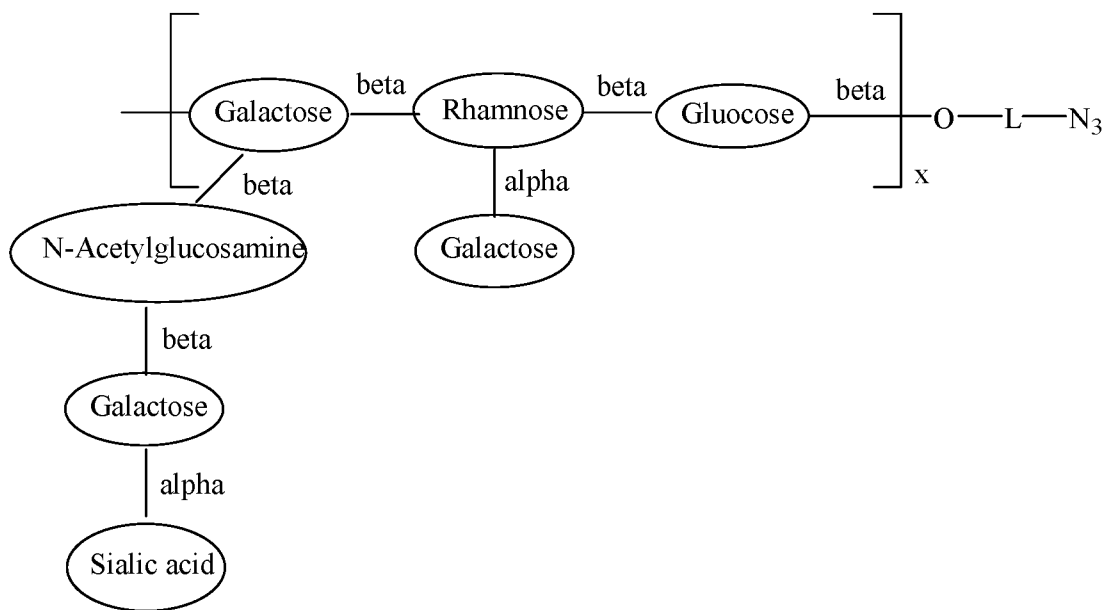 beta beta beta
Galactose Rhamnose Gluocose O L N3
x
beta alpha
N-Acetylglucosamine Galactose
beta
Galactose
alpha
Sialic acid